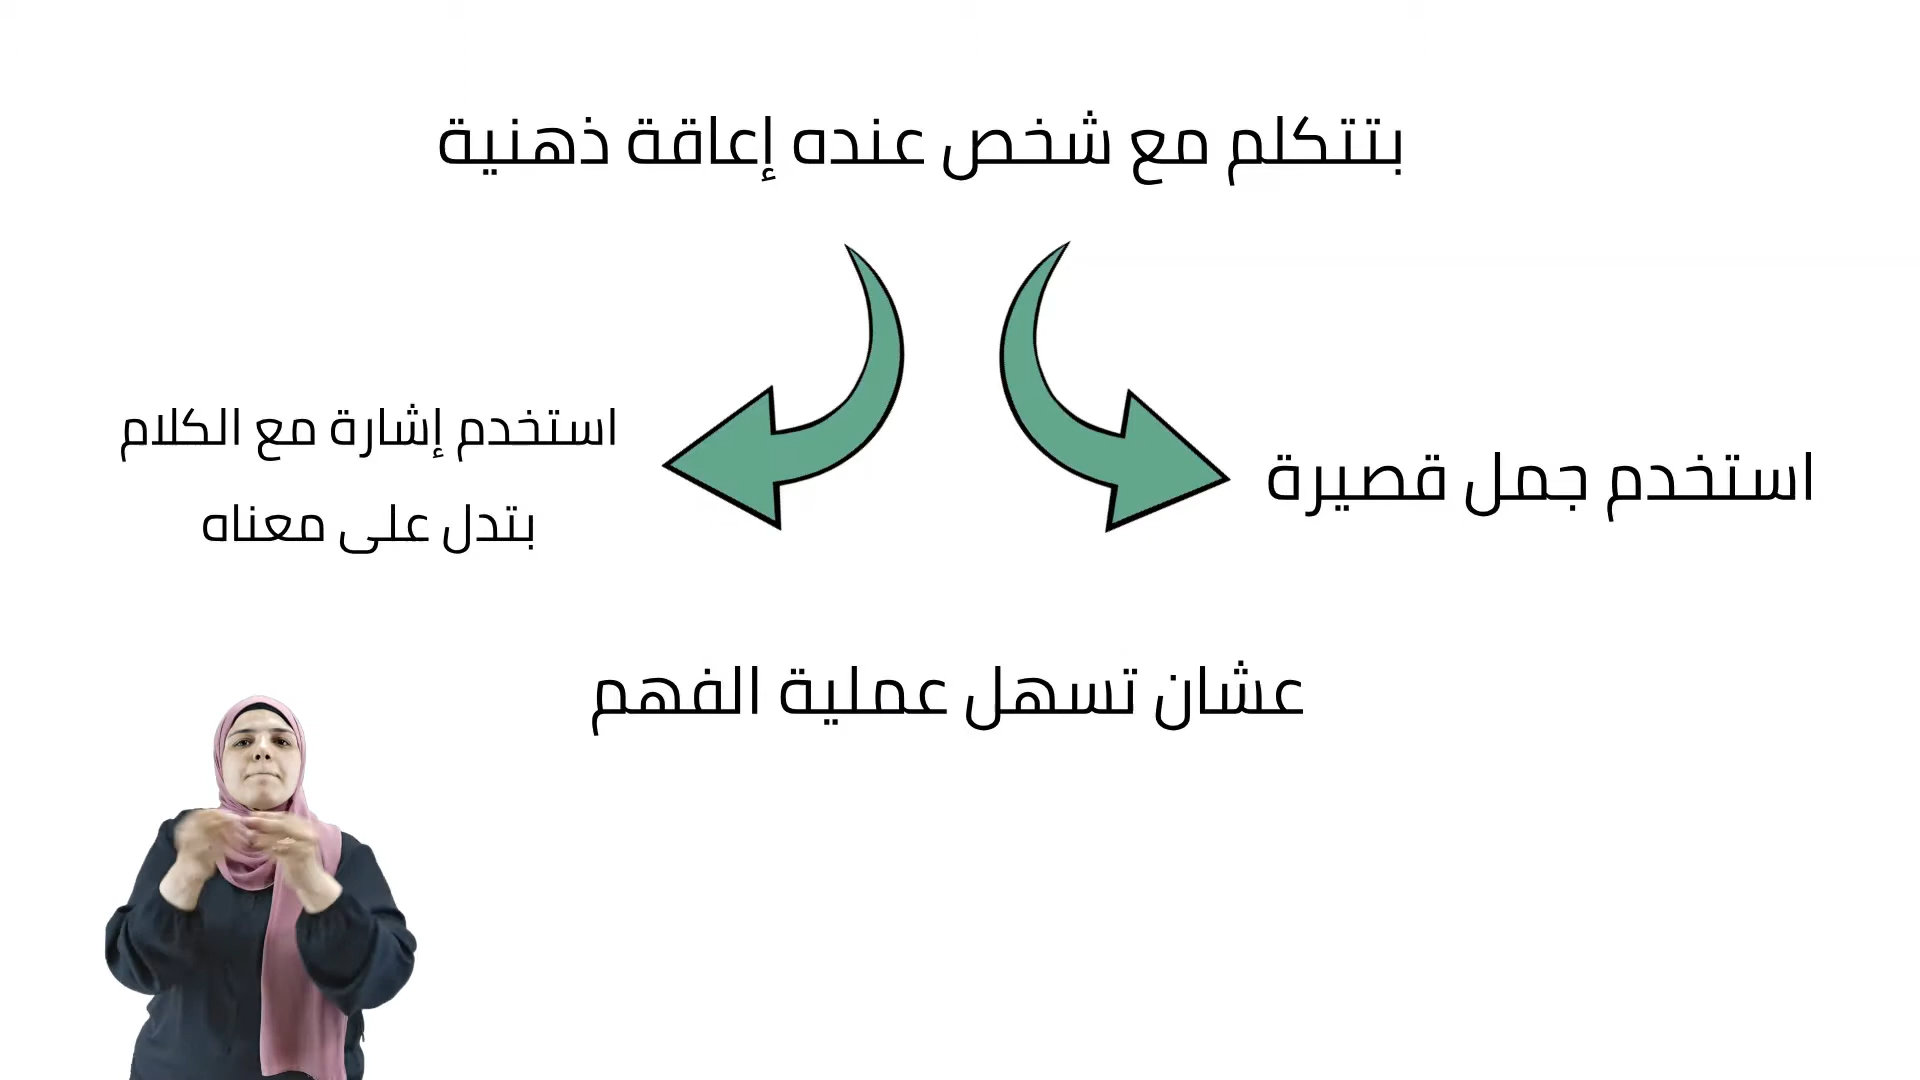 بتتكلم مع شخص عنده إعاقة ذهنية
استخدم جمل قصيرة
استخدم إشارة مع الكلام
بتدل على معناه
عشان تسهل عملية الفهم